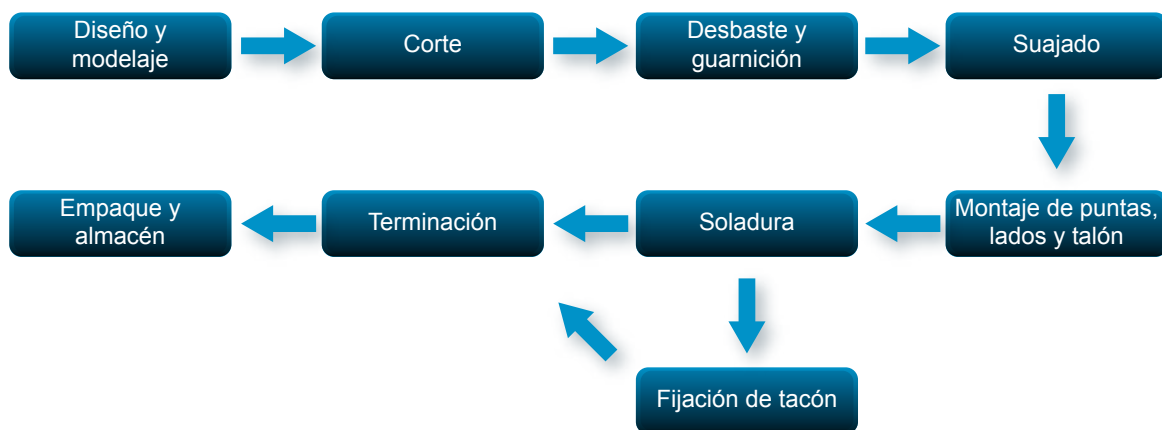 Diseño y
modelaje
Corte
Desbaste y
guarnición
Suajado
Montaje de puntas,
lados y talón
Soladura
Terminación
Empaque y
almacén
Fijación de tacón